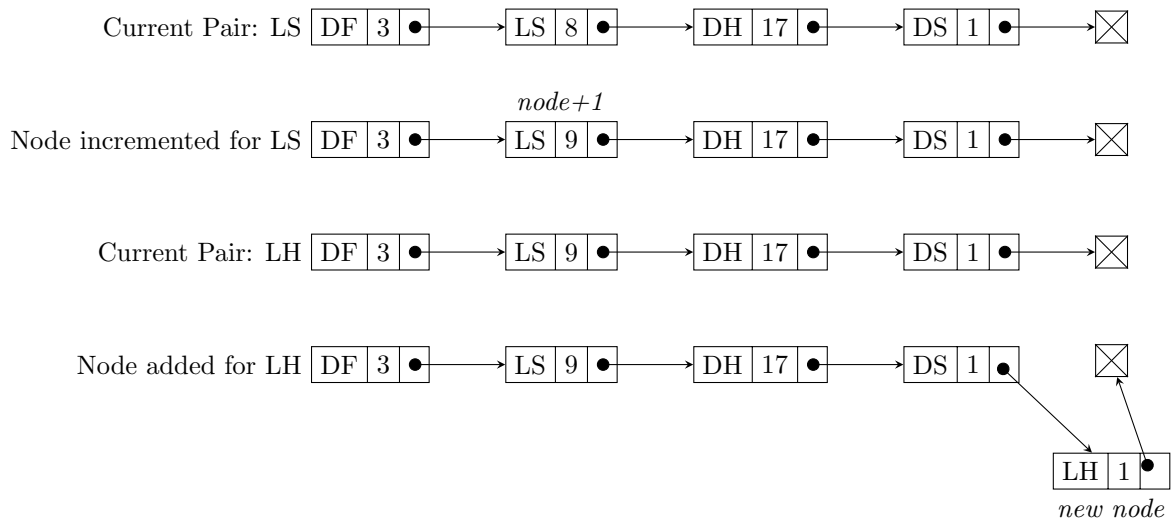 Current Pair: LS DF 3 LS 8 DH 17 DS 1
node+1
Node incremented for LS DF 3 LS 9 DH 17 DS 1
Current Pair: LH DF 3 LS 9 DH 17 DS 1
Node added for LH DF 3 LS 9 DH 17 DS 1
LH 1
new node